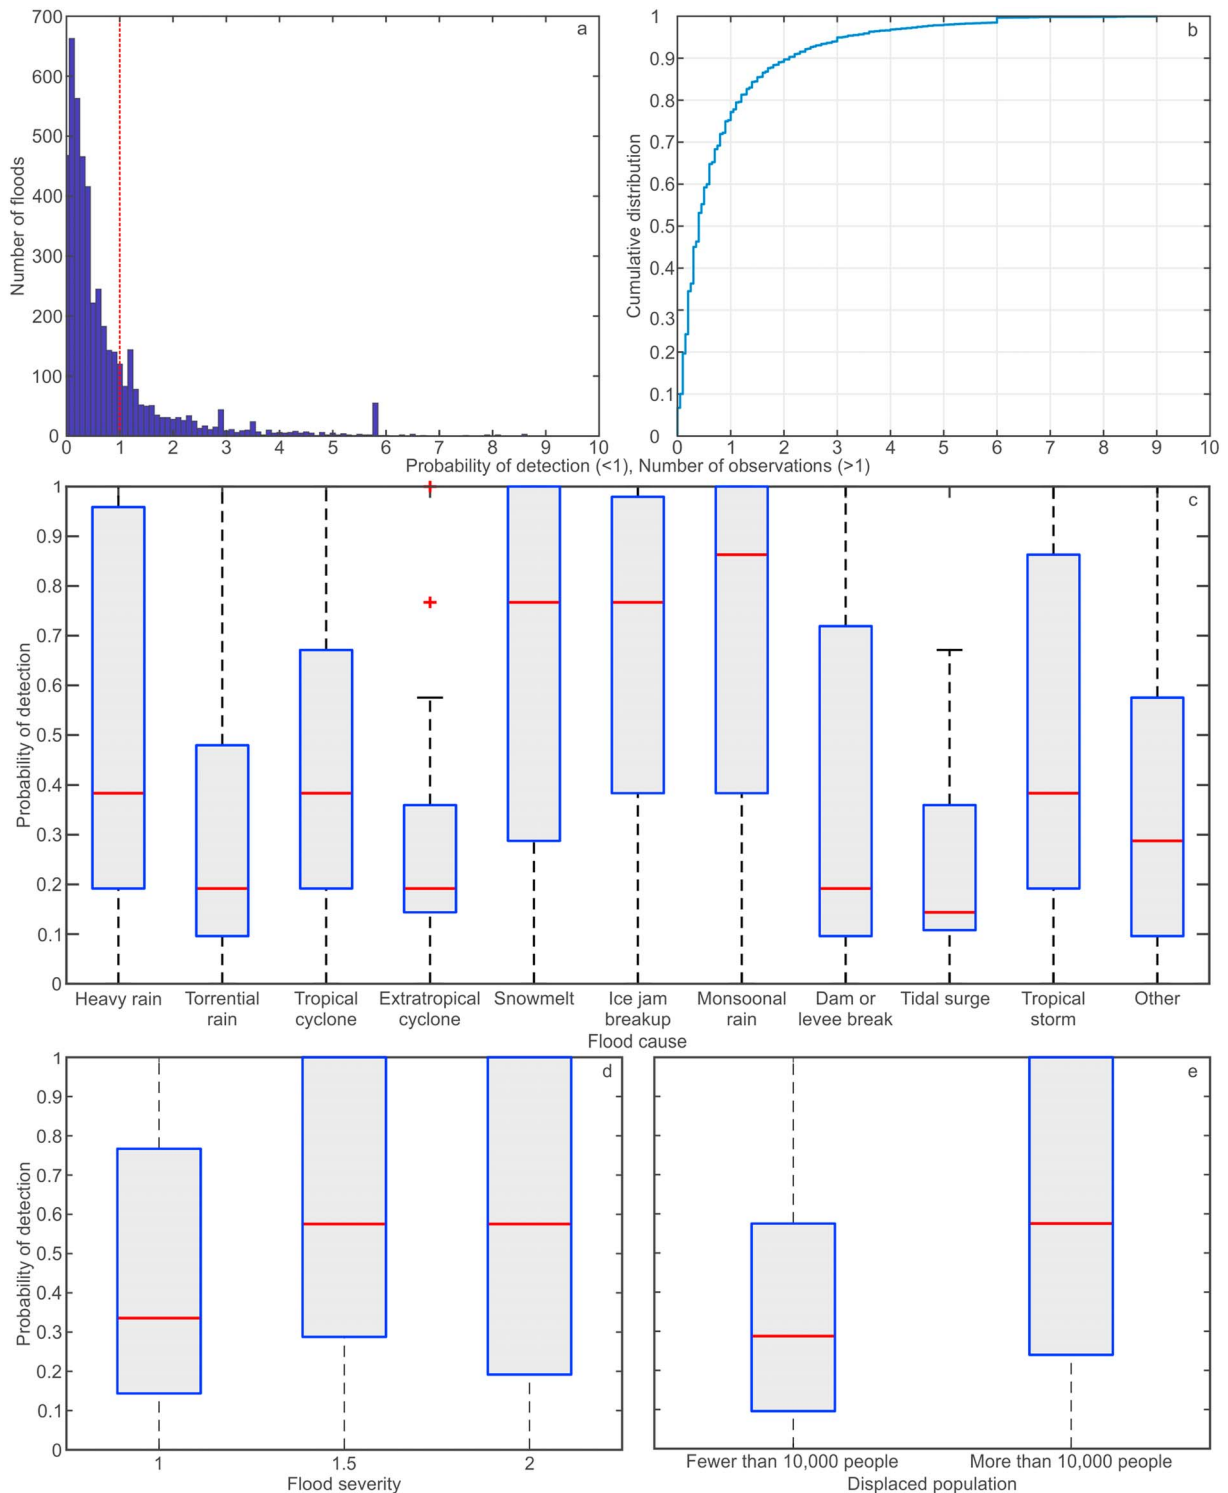 700
600
500
400
300
200
100
0
Number of floods
a
0 1 2 3 4 5 6 7 8 9 10
1
0.9
0.8
0.7
0.6
0.5
0.4
0.3
0.2
0.1
0
Cumulative distribution
b
0 1 2 3 4 5 6 7 8 9 10
Probability of detection (<1), Number of observations (>1)
1
0.9
0.8
0.7
0.6
0.5
0.4
0.3
0.2
0.1
0
Probability of detection
c
Heavy rain
Torrential
rain
Tropical
cyclone
Extratropical
cyclone
Snowmelt
Ice jam
breakup
Monsoonal
rain
Dam or
levee break
Tidal surge
Tropical
storm
Other
Flood cause
1
0.9
0.8
0.7
0.6
0.5
0.4
0.3
0.2
0.1
0
Probability of detection
d
1 1.5 2
Flood severity
e
Fewer than 10,000 people
More than 10,000 people
Displaced population